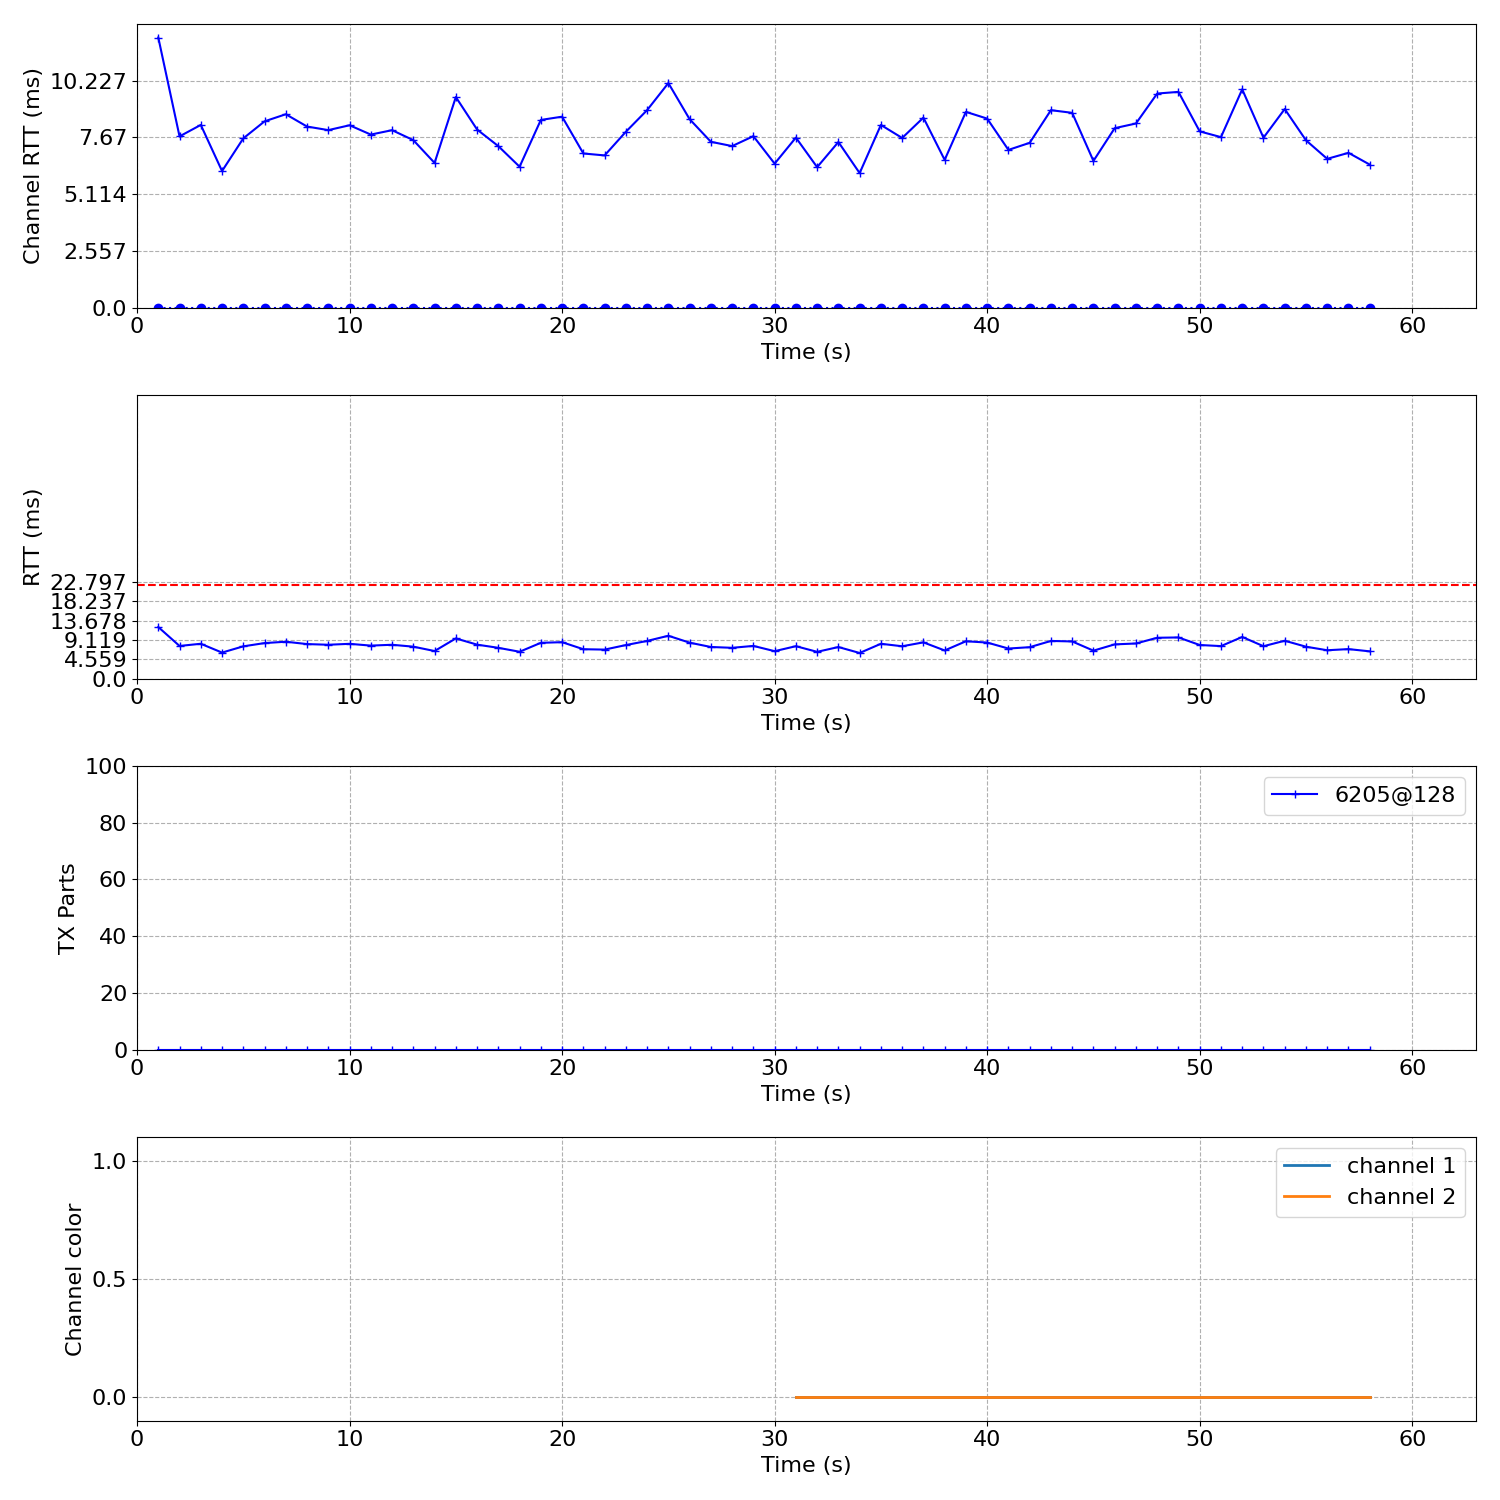 Channel RTT (ms)
10.227
7.67
5.114
2.557
0.0
0 10 20 30 40 50 60
Time (s)
RTT (ms)
22.797
18.237
13.678
9.119
4.559
0.0
0 10 20 30 40 50 60
Time (s)
TX Parts
100
80
60
40
20
0
6205@128
0 10 20 30 40 50 60
Time (s)
Channel color
1.0
0.5
0.0
channel 1
channel 2
0 10 20 30 40 50 60
Time (s)